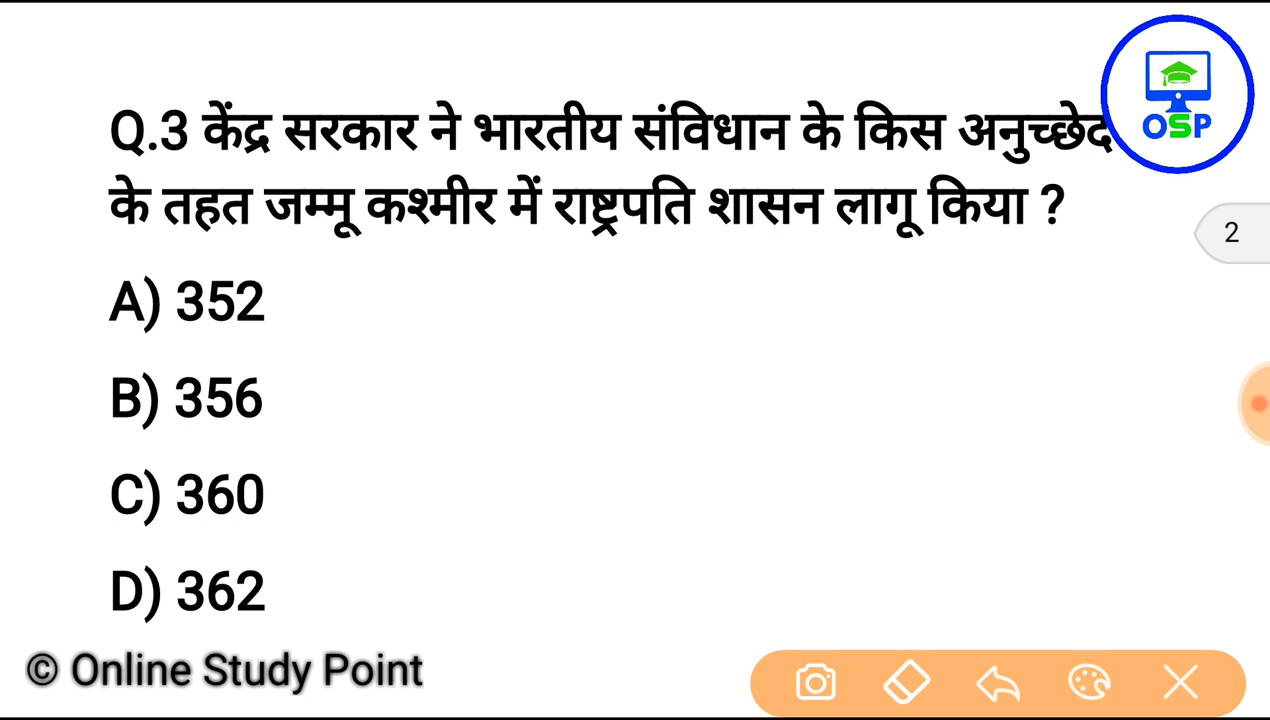 Q.3 केंद्र सरकार ने भारतीय संविधान के किस अनुच्छेद
के तहत जम्मू कश्मीर में राष्ट्रपति शासन लागू किया ?
A) 352
B) 356
C) 360
D) 362
© Online Study Point
OSP
2